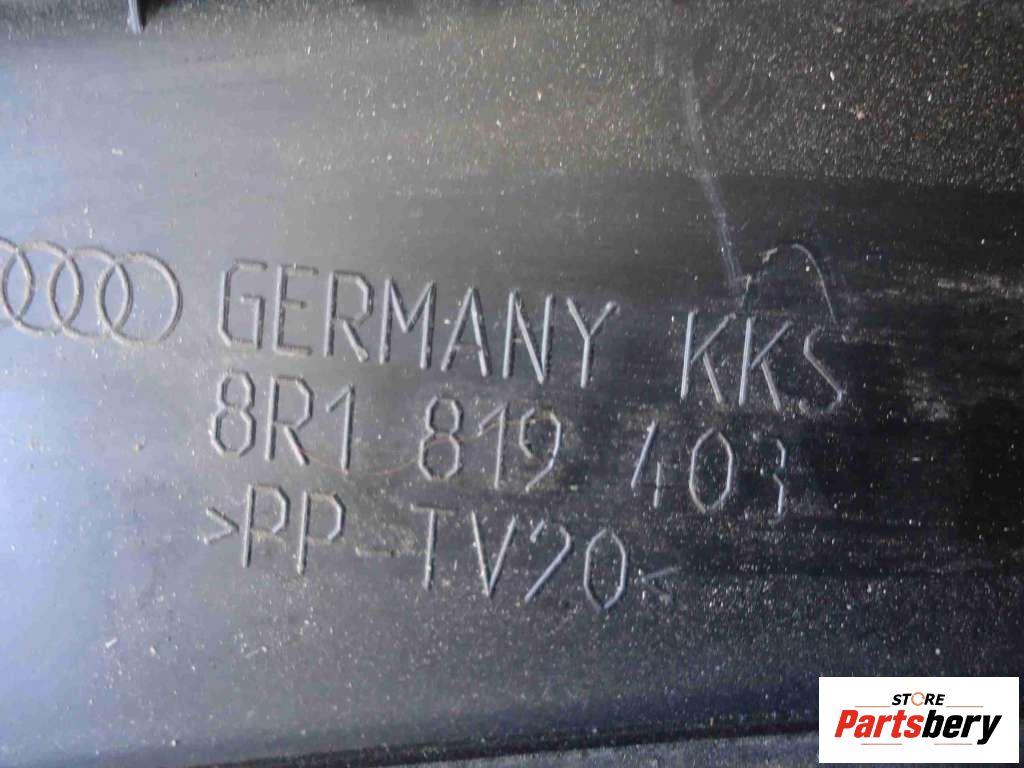 GERMANY KKS
8R1 819 403
>PP-TV20<
STORE
Partsbery